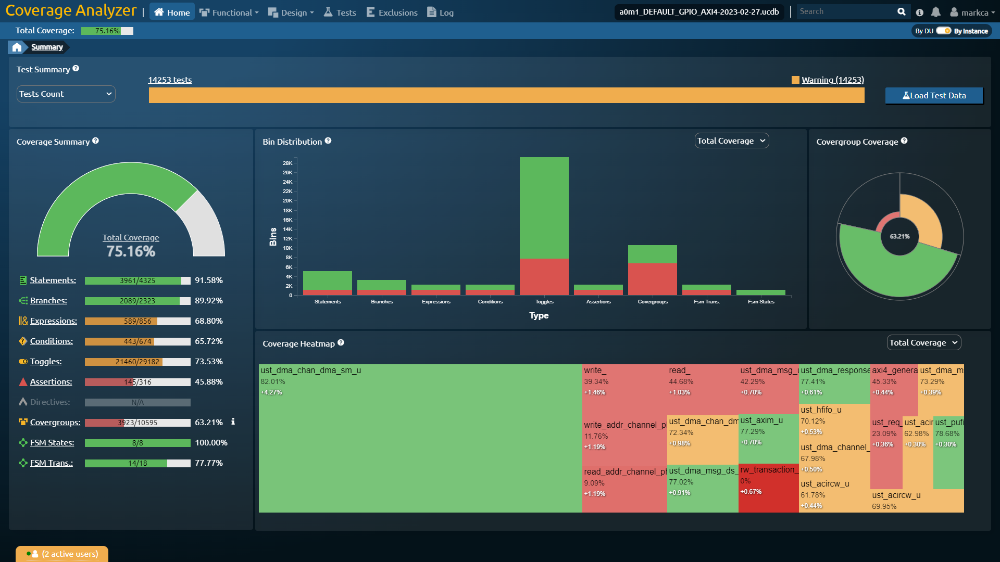 Coverage Analyzer | Home Functional Design Tests Exclusions Log a0m1_DEFAULT_GPIO_AXI4-2023-02-27.ucdb Search markca
Total Coverage: 75.16% By DU By Instance
Summary
Test Summary
14253 tests Warning (14253)
Tests Count Load Test Data
Coverage Summary
Total Coverage
75.16%
Statements: 3961/4325 91.58%
Branches: 2089/2323 89.92%
Expressions: 589/856 68.80%
Conditions: 443/674 65.72%
Toggles: 21460/29182 73.53%
Assertions: 145/316 45.88%
Directives: N/A
Covergroups: 3923/10595 63.21%
FSM States: 8/8 100.00%
FSM Trans.: 14/18 77.77%
Bin Distribution Total Coverage
Bins
28K
26K
24K
22K
20K
18K
16K
14K
12K
10K
8K
6K
4K
2K
0
Statements Branches Expressions Conditions Toggles Assertions Covergroups Fsm Trans. Fsm States
Type
Covergroup Coverage
63.21%
Coverage Heatmap Total Coverage
ust_dma_chan_dma_sm_u
82.01%
+4.27%
write_
39.34%
+1.46%
write_addr_channel_
11.76%
+1.19%
read_addr_channel_
9.09%
+1.19%
read_
44.68%
+1.03%
ust_dma_chan_dm
72.34%
+0.98%
ust_dma_msg_ds_
77.02%
+0.91%
ust_dma_msg_
42.29%
+0.70%
ust_axim_u
77.29%
+0.70%
rw_transaction_
0%
+0.67%
ust_dma_response
77.41%
+0.61%
ust_hfifo_u
70.12%
+0.53%
ust_dma_channel_
67.98%
+0.50%
ust_acircw_u
61.78%
+0.44%
axi4_genera
45.33%
+0.44%
ust_dma_m
73.29%
+0.39%
ust_req_
23.09%
+0.36%
ust_acir
62.98%
+0.30%
ust_pufi
78.68%
+0.30%
ust_acircw_u
69.95%
(2 active users)